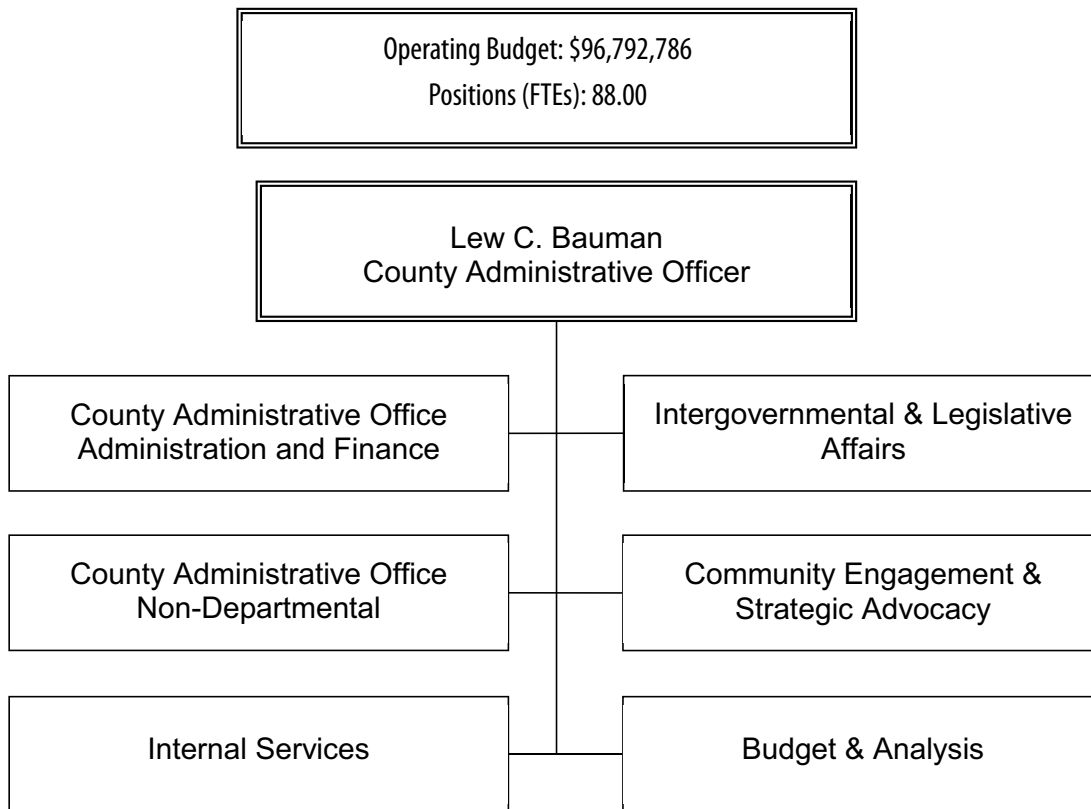 Operating Budget: $96,792,786
Positions (FTEs): 88.00
Lew C. Bauman
County Administrative Officer
County Administrative Office
Administration and Finance
Intergovernmental & Legislative
Affairs
County Administrative Office
Non-Departmental
Community Engagement &
Strategic Advocacy
Internal Services
Budget & Analysis